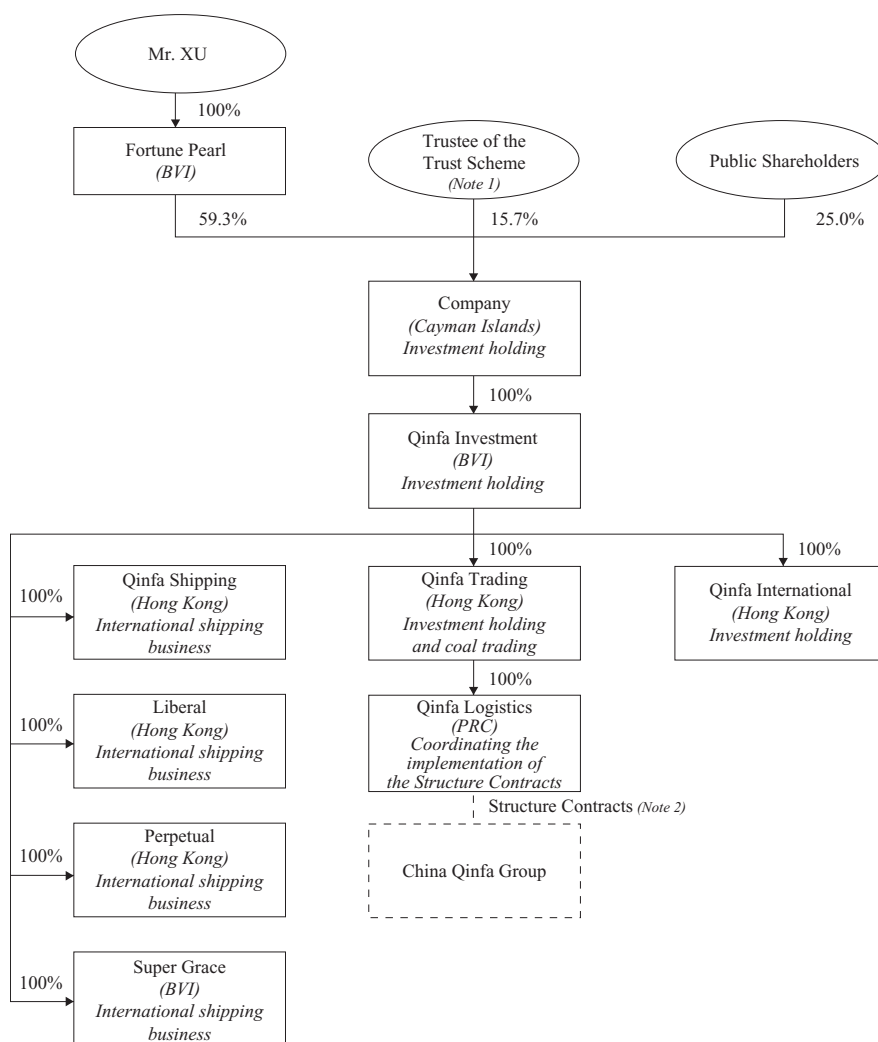 Mr. XU
100%
Fortune Pearl
(BVI)
Trustee of the
Trust Scheme
(Note 1)
Public Shareholders
59.3%
15.7%
25.0%
Company
(Cayman Islands)
Investment holding
100%
Qinfa Investment
(BVI)
Investment holding
100%
100%
100%
Qinfa Shipping
(Hong Kong)
International shipping
business
Qinfa Trading
(Hong Kong)
Investment holding
and coal trading
Qinfa International
(Hong Kong)
Investment holding
100%
100%
Liberal
(Hong Kong)
International shipping
business
Qinfa Logistics
(PRC)
Coordinating the
implementation of
the Structure Contracts
Structure Contracts (Note 2)
100%
Perpetual
(Hong Kong)
International shipping
business
China Qinfa Group
100%
Super Grace
(BVI)
International shipping
business